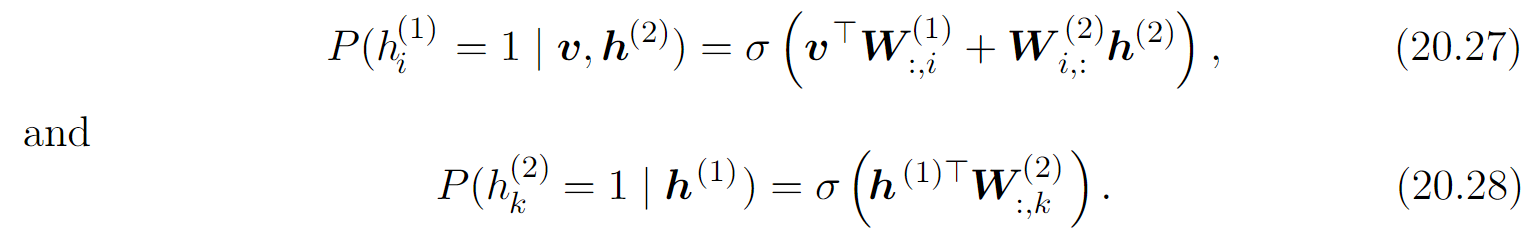 P(h_i^{(1)} = 1 | v, h^{(2)}) = σ (v^⊤ W_{:,i}^{(1)} + W_{i,:}^{(2)} h^{(2)}) , (20.27)
and
P(h_k^{(2)} = 1 | h^{(1)}) = σ (h^{(1)⊤} W_{:,k}^{(2)}) . (20.28)